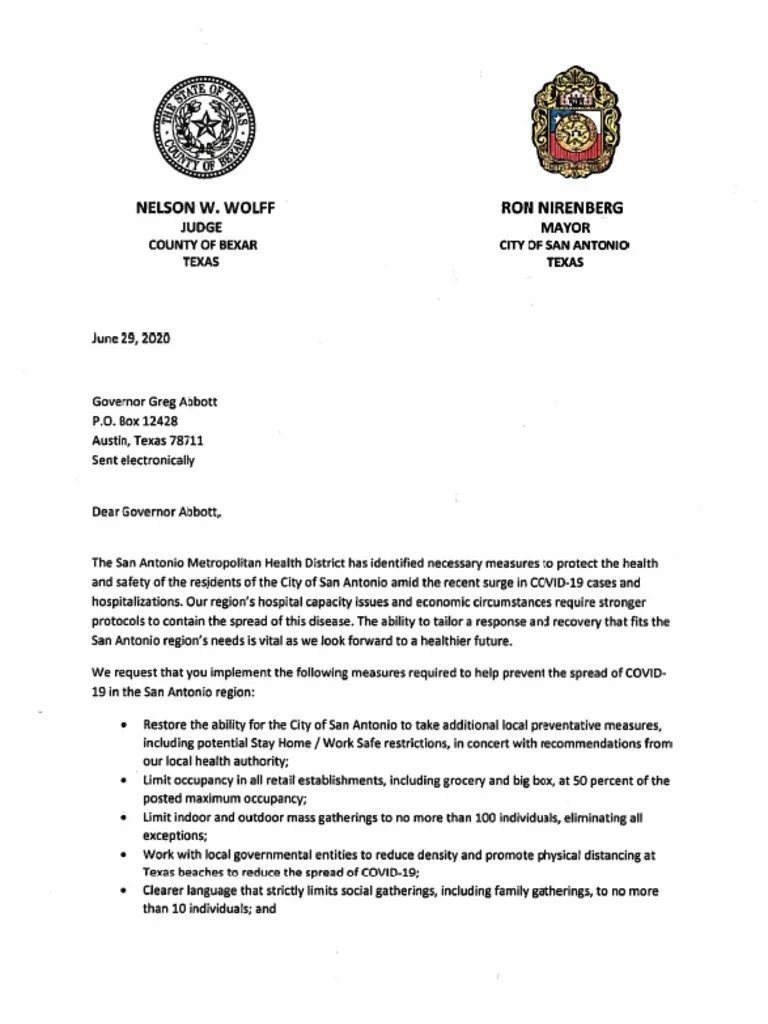 THE STATE OF TEXAS
COUNTY OF BEXAR
NELSON W. WOLFF
JUDGE
COUNTY OF BEXAR
TEXAS
RON NIRENBERG
MAYOR
CITY OF SAN ANTONIO
TEXAS
June 29, 2020
Governor Greg Abbott
P.O. Box 12428
Austin, Texas 78711
Sent electronically
Dear Governor Abbott,
The San Antonio Metropolitan Health District has identified necessary measures to protect the health
and safety of the residents of the City of San Antonio amid the recent surge in COVID-19 cases and
hospitalizations. Our region's hospital capacity issues and economic circumstances require stronger
protocols to contain the spread of this disease. The ability to tailor a response and recovery that fits the
San Antonio region's needs is vital as we look forward to a healthier future.
We request that you implement the following measures required to help prevent the spread of COVID-
19 in the San Antonio region:
• Restore the ability for the City of San Antonio to take additional local preventative measures,
including potential Stay Home / Work Safe restrictions, in concert with recommendations from
our local health authority;
• Limit occupancy in all retail establishments, including grocery and big box, at 50 percent of the
posted maximum occupancy;
• Limit indoor and outdoor mass gatherings to no more than 100 individuals, eliminating all
exceptions;
• Work with local governmental entities to reduce density and promote physical distancing at
Texas beaches to reduce the spread of COVID-19;
• Clearer language that strictly limits social gatherings, including family gatherings, to no more
than 10 individuals; and